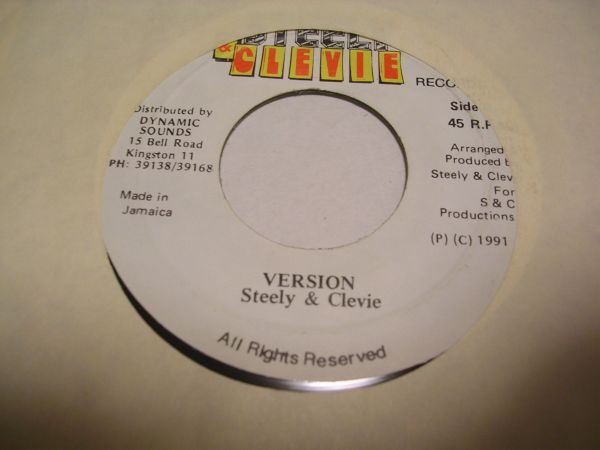 STEELY
& CLEVIE
RECO
Distributed by
DYNAMIC
SOUNDS
15 Bell Road
Kingston 11
PH: 39138/39168
Made in
Jamaica
Side
45 R.P
Arranged
Produced b
Steely & Clev
For
S & C
Productions
(P) (C) 1991
VERSION
Steely & Clevie
All Rights Reserved